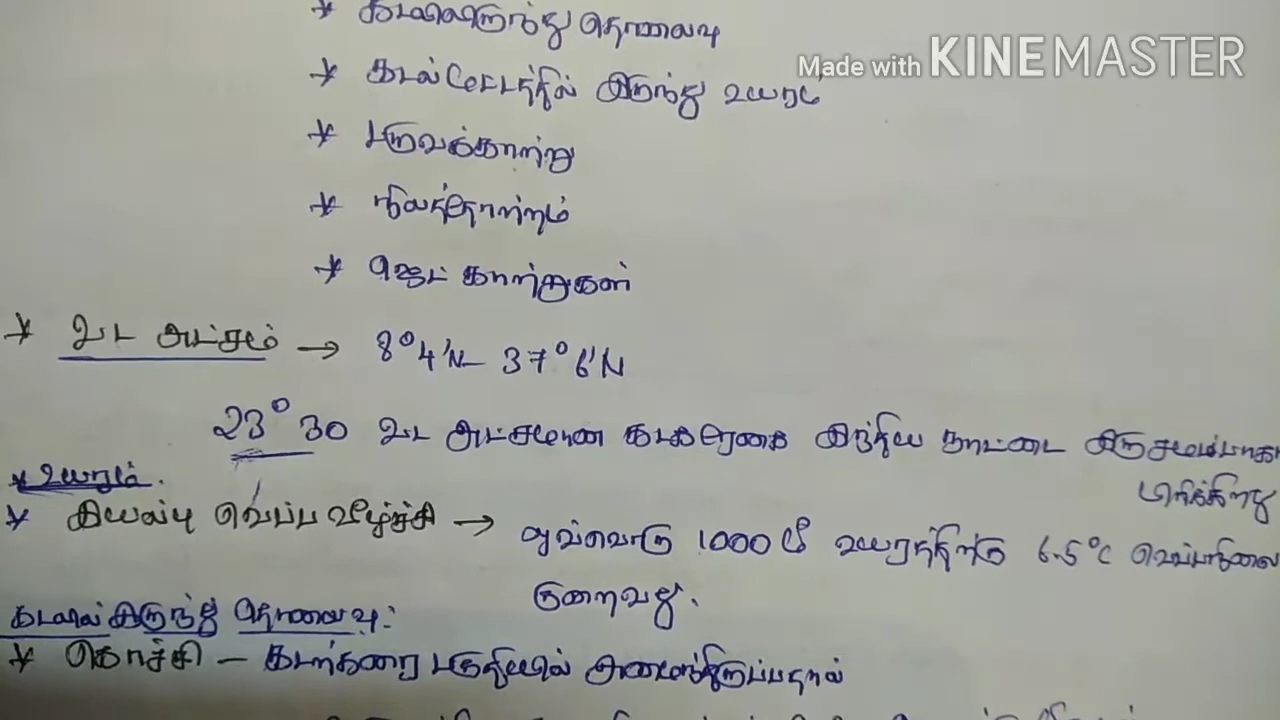 * கடலிலிருந்து தொலைவு
Made with KINEMASTER
* கடல் மட்டத்தில் இருந்து உயரம்
* பருவக்காற்று
* நிலத்தோற்றம்
* ஜெட் காற்றுகள்
* வட அட்சம் → 8°4'N – 37°6'N
23°30 வட அட்சமான கடகரேகை இந்திய நாட்டை இருசமம்பாகா
பிரிக்கிறது
* உயரம்.
* இயல்பு வெப்ப வீழ்ச்சி → ஒவ்வொரு 1000 மீ உயரத்திற்கு 6.5°C வெப்பநிலை
குறைவது.
கடலில் இருந்து தொலைவு:
* கொச்சி – கடற்கரை பகுதியில் அமைந்திருப்பதால்